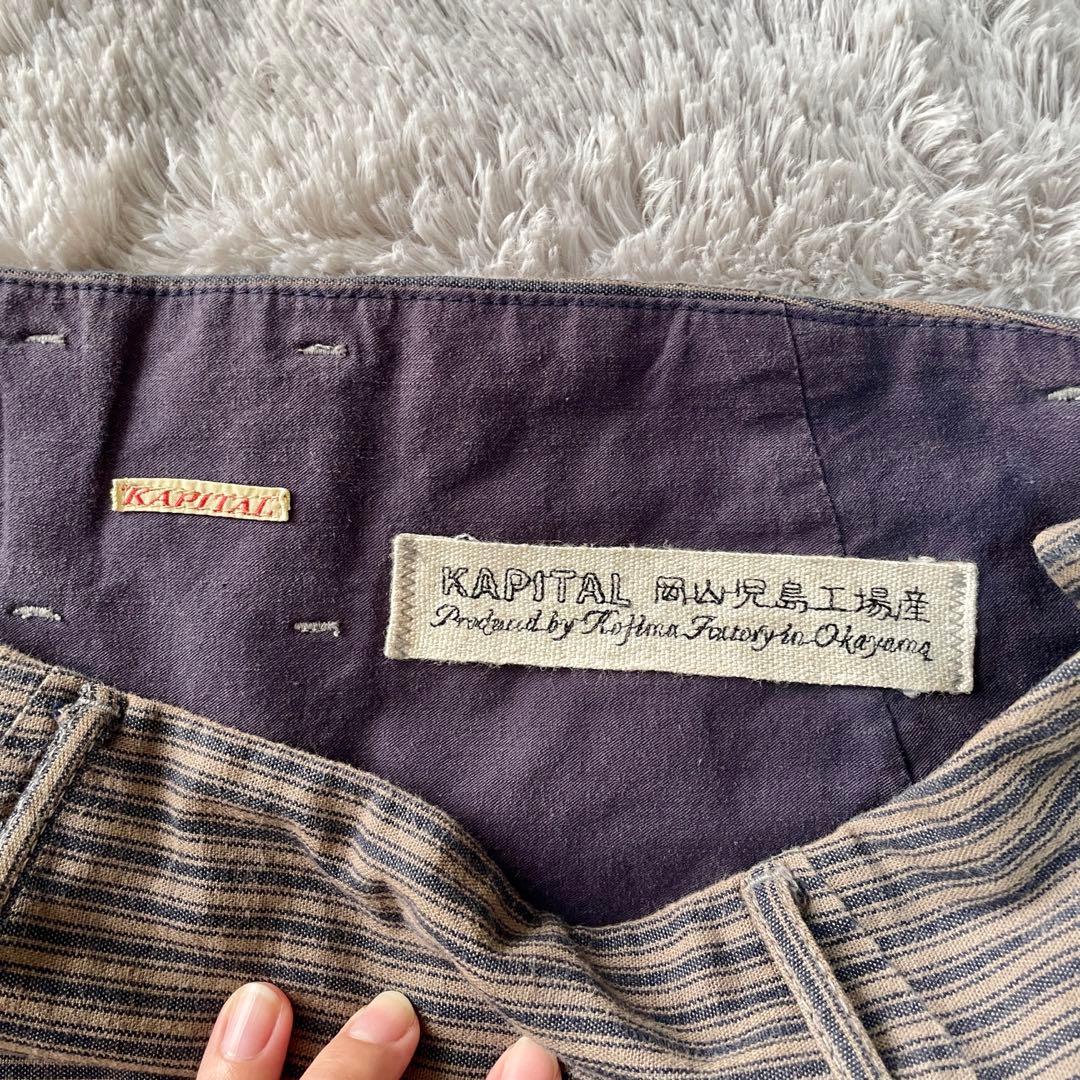 KAPITAL
KAPITAL 岡山児島工場産
Produced by Kojima Factory in Okayama